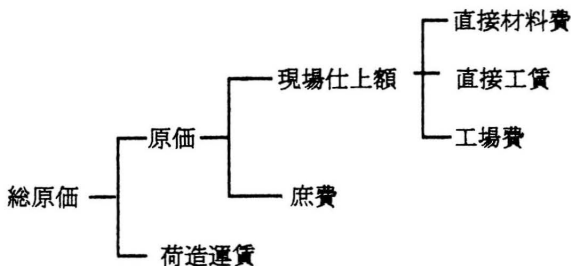 直接材料費
現場仕上額
直接工賃
原価
工場費
総原価
庶費
荷造運賃